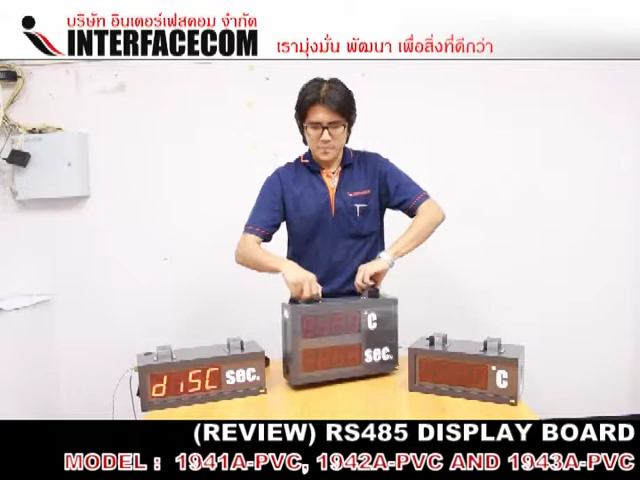 บริษัท อินเตอร์เฟสคอม จำกัด
INTERFACECOM
เรามุ่งมั่น พัฒนา เพื่อสิ่งที่ดีกว่า
°C
sec.
diSC sec.
°C
(REVIEW) RS485 DISPLAY BOARD
MODEL : 1941A-PVC, 1942A-PVC AND 1943A-PVC